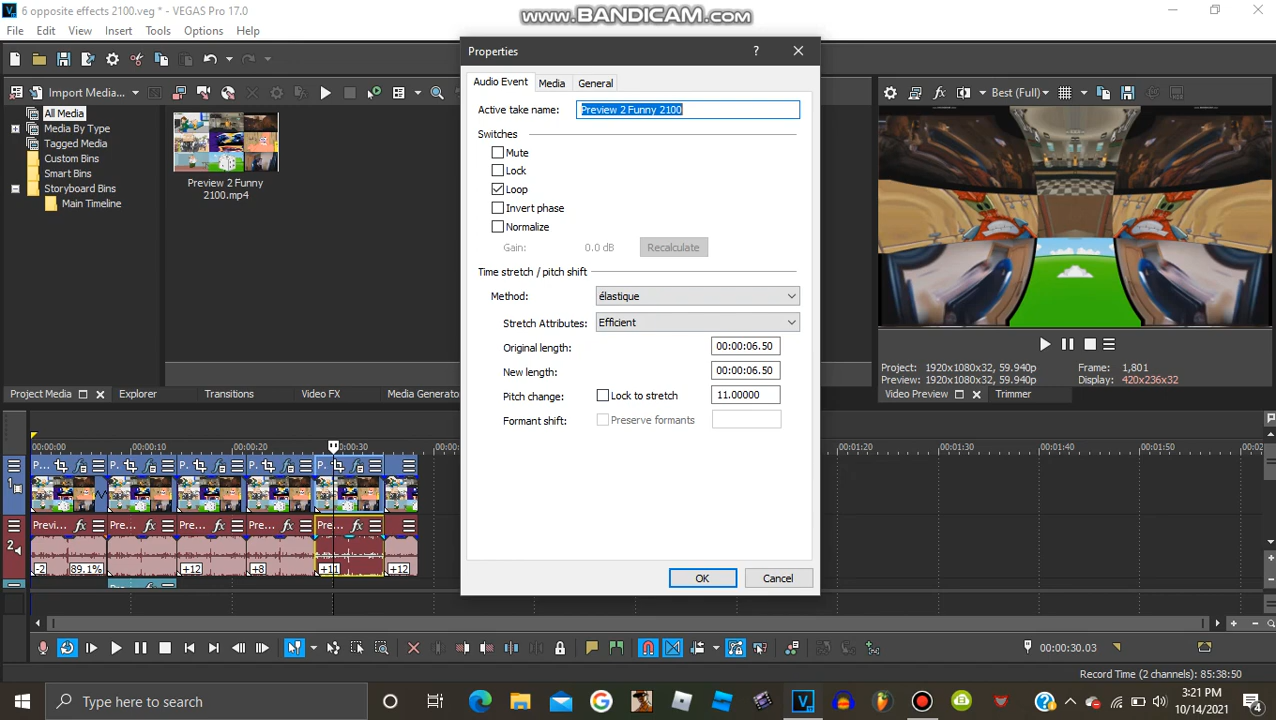 6 opposite effects 2100.veg * - VEGAS Pro 17.0
www.BANDICAM.com
File Edit View Insert Tools Options Help
Properties
Import Media...
Audio Event Media General
Best (Full)
All Media
Media By Type
Tagged Media
Custom Bins
Smart Bins
Storyboard Bins
Main Timeline
Preview 2 Funny
2100.mp4
Active take name: Preview 2 Funny 2100
Switches
Mute
Lock
Loop
Invert phase
Normalize
Gain: 0.0 dB Recalculate
Time stretch / pitch shift
Method: élastique
Stretch Attributes: Efficient
Original length: 00:00:06.50
New length: 00:00:06.50
Pitch change: Lock to stretch 11.00000
Formant shift: Preserve formants
OK Cancel
Project: 1920x1080x32, 59.940p Frame: 1,801
Preview: 1920x1080x32, 59.940p Display: 420x236x32
Project Media Explorer Transitions Video FX Media Generator
Video Preview Trimmer
00:00:00 00:00:10 00:00:20 00:00:30 00:01:20 00:01:30 00:01:40 00:01:50
1
P... P... P... P... P.
2
Previ... Pre... Pre... Pre... Pre...
-2 89.1% +12 +8 +11 +12
00:00:30.03
Record Time (2 channels): 85:38:50
Type here to search
3:21 PM
10/14/2021
4